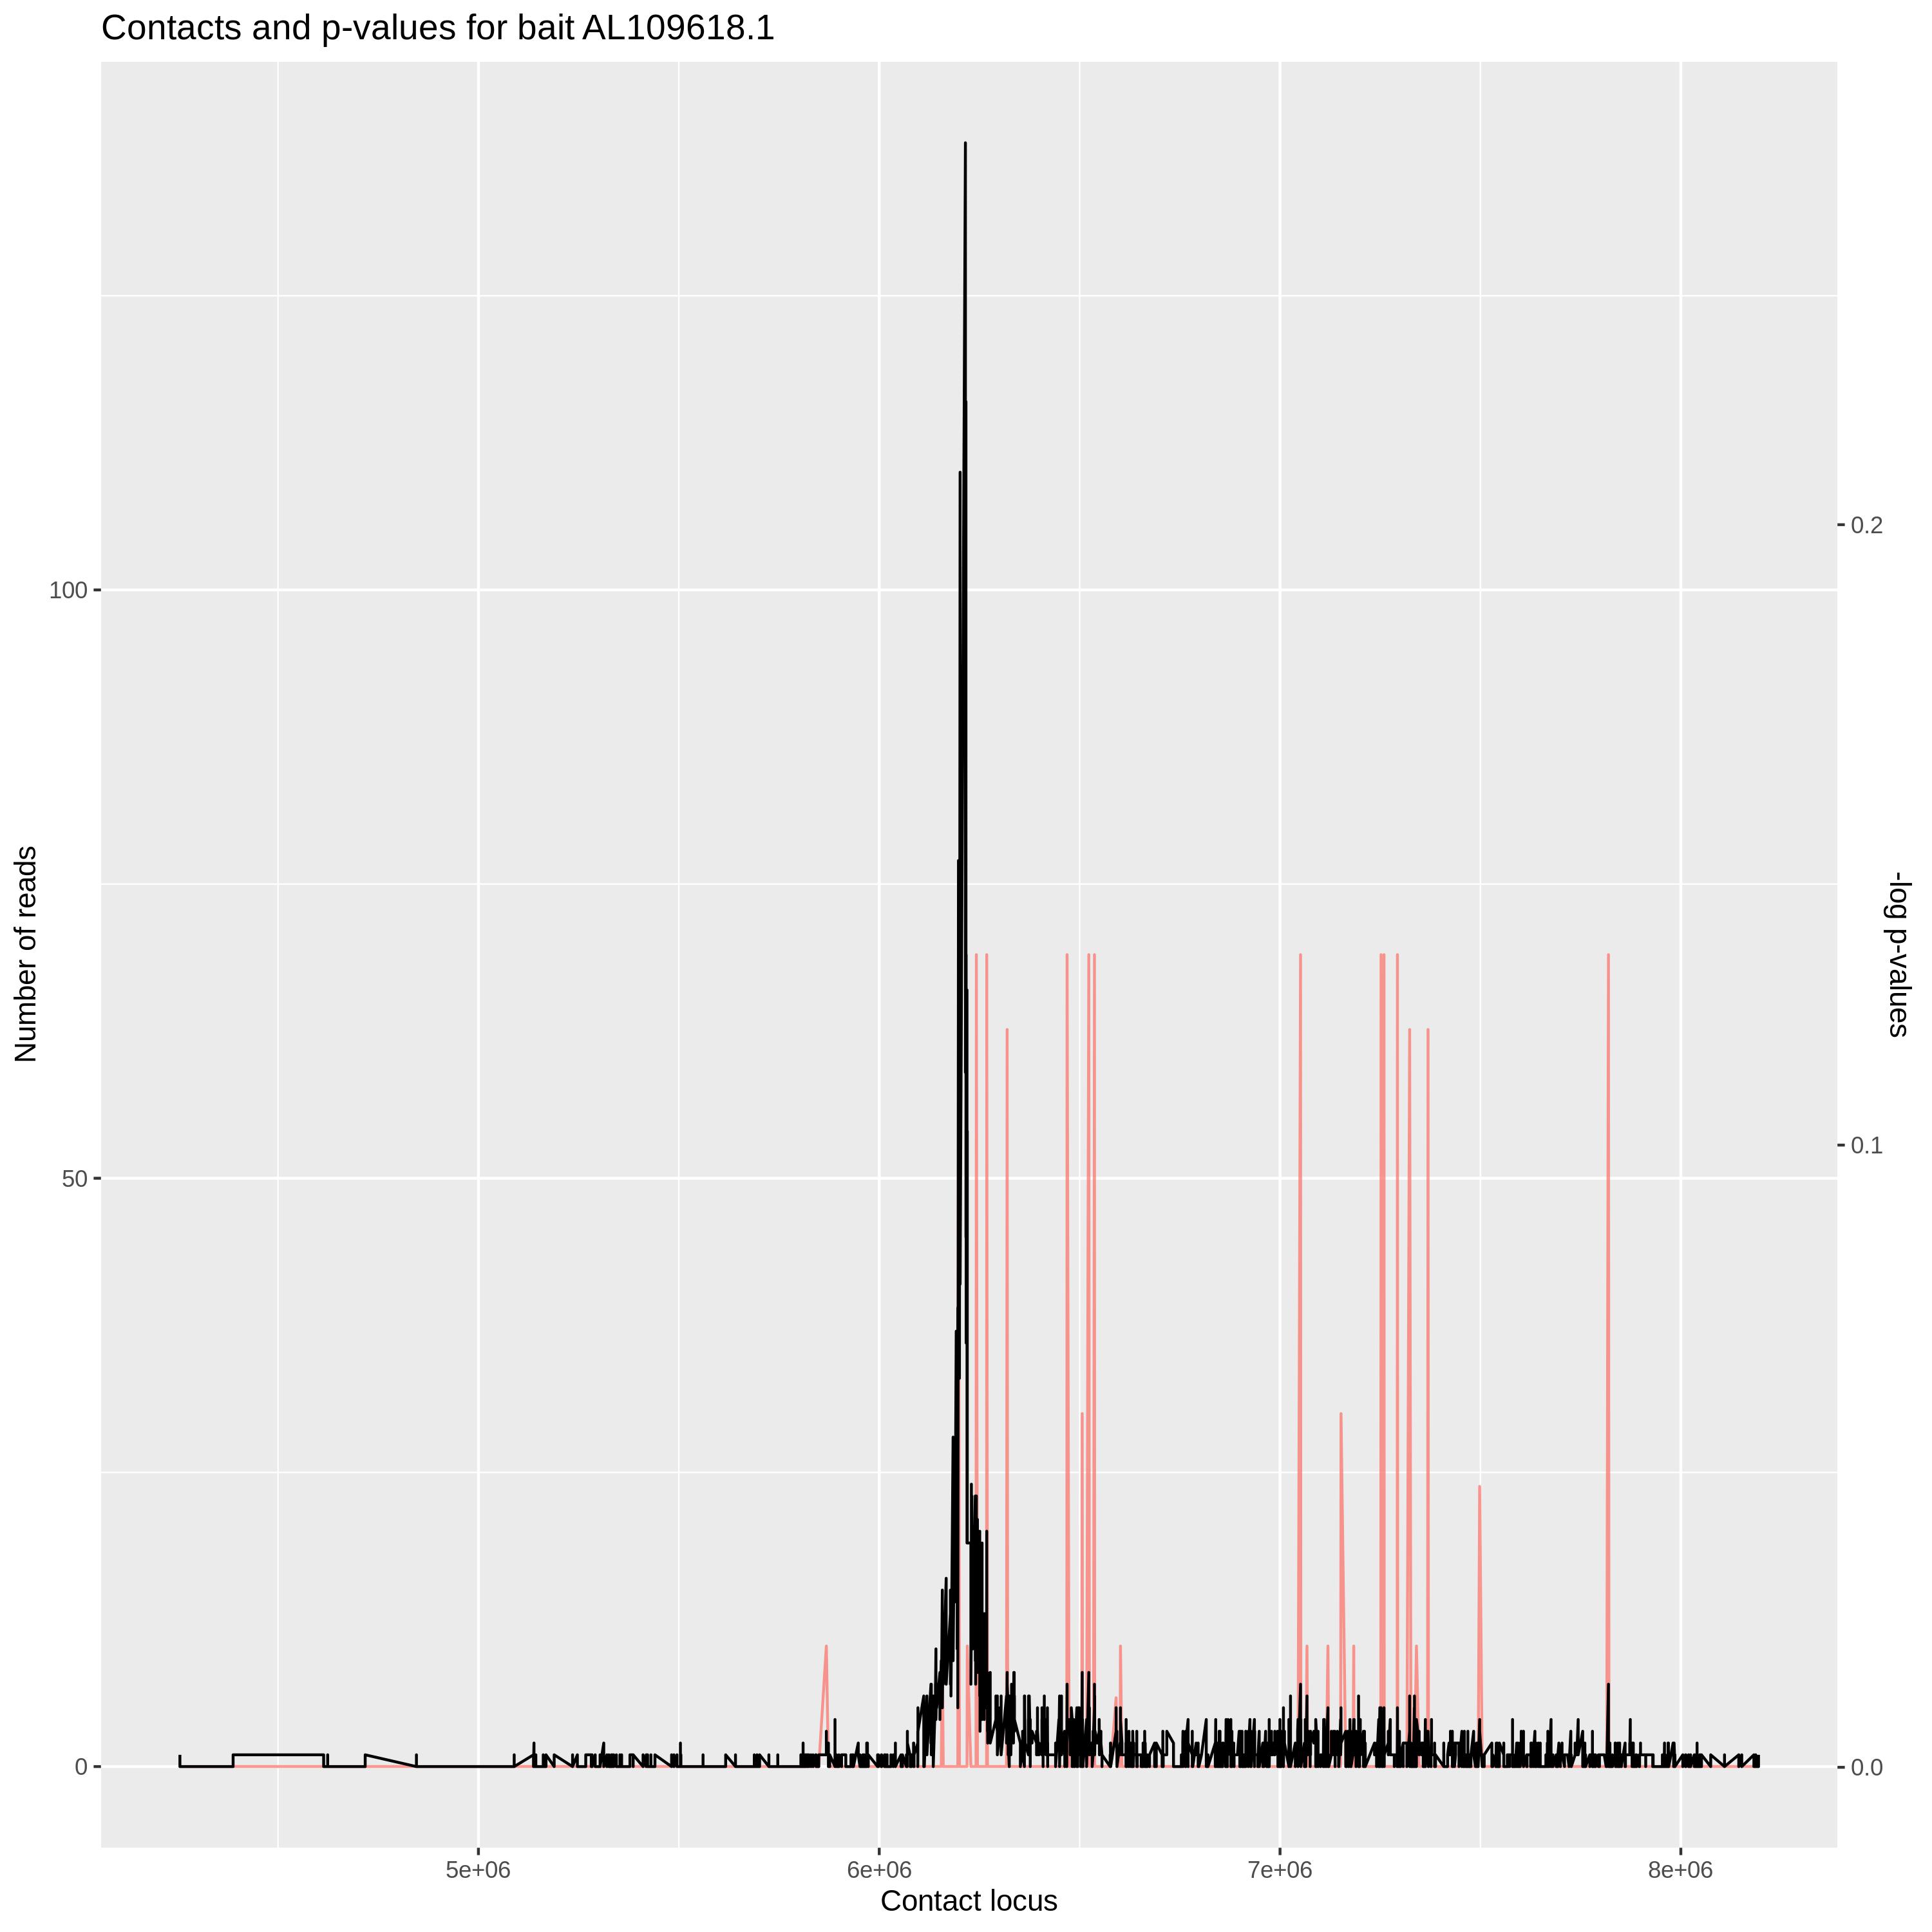 Contacts and p-values for bait AL109618.1
Number of reads
100
50
0
0.2
0.1
0.0
-log p-values
5e+06 6e+06 7e+06 8e+06
Contact locus